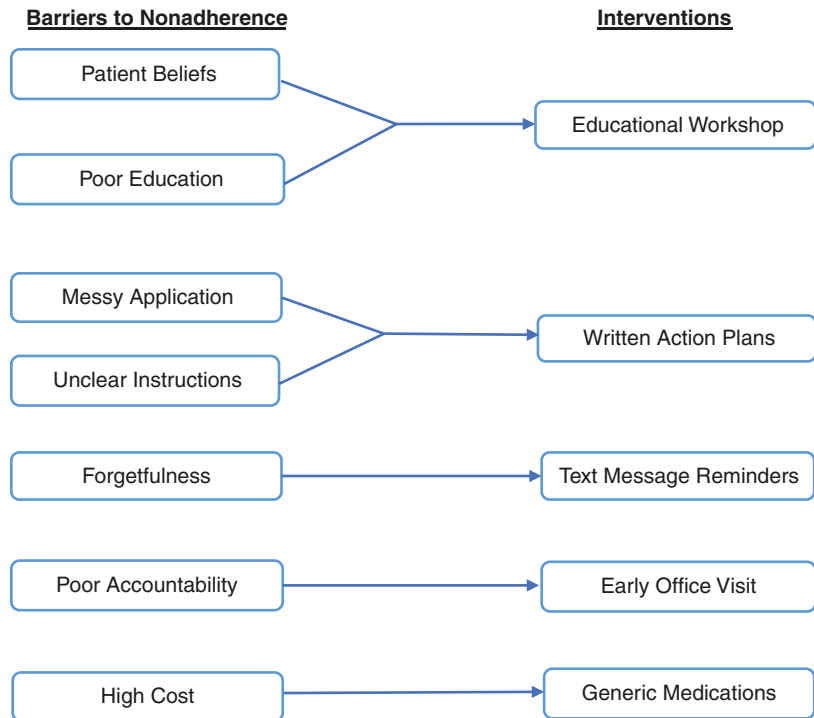 Barriers to Nonadherence
Interventions
Patient Beliefs
Educational Workshop
Poor Education
Messy Application
Written Action Plans
Unclear Instructions
Forgetfulness
Text Message Reminders
Poor Accountability
Early Office Visit
High Cost
Generic Medications